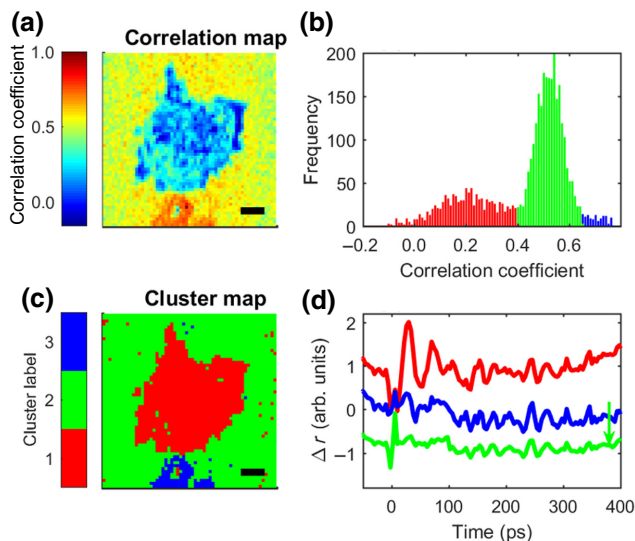 (a)
Correlation map
Correlation coefficient
1.0
0.5
0.0
(b)
Frequency
200
150
100
50
0
−0.2 0.0 0.2 0.4 0.6
Correlation coefficient
(c)
Cluster map
Cluster label
3
2
1
(d)
Δ r (arb. units)
2
1
0
−1
0 100 200 300 400
Time (ps)